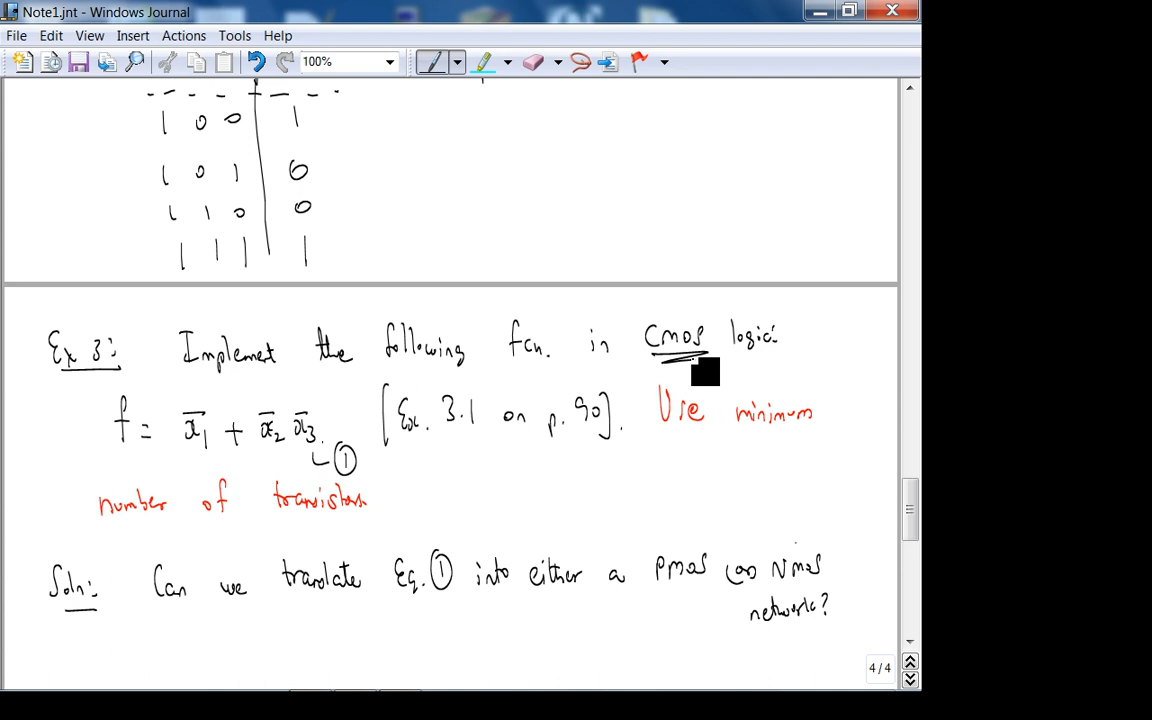 Note1.jnt - Windows Journal
File Edit View Insert Actions Tools Help
100%
1 0 0 | 1
1 0 1 | 0
1 1 0 | 0
1 1 1 | 1
Ex 3: Implement the following fcn. in CMOS logic:
f = x̅₁ + x̅₂ x̅₃. [Ex. 3.1 on p. 90]. Use minimum
①
number of transistors
Soln: Can we translate Eq. ① into either a PMOS or NMOS
network?
4 / 4